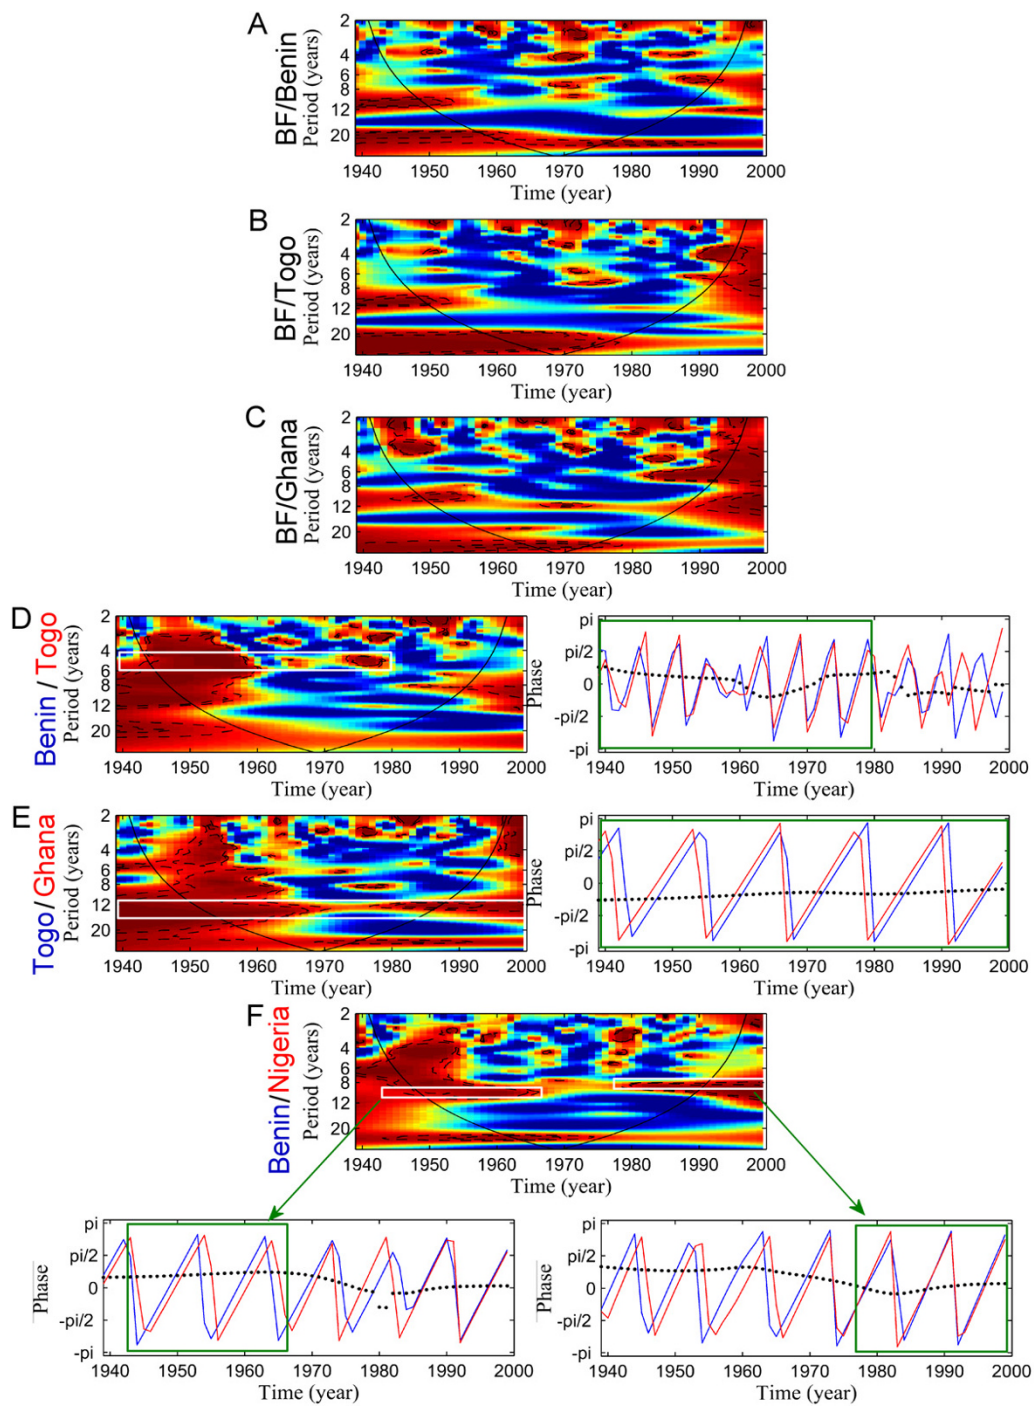 A
BF/Benin
Period (years)
2
4
6
8
12
20
1940 1950 1960 1970 1980 1990 2000
Time (year)
B
BF/Togo
Period (years)
2
4
6
8
12
20
1940 1950 1960 1970 1980 1990 2000
Time (year)
C
BF/Ghana
Period (years)
2
4
6
8
12
20
1940 1950 1960 1970 1980 1990 2000
Time (year)
D
Benin / Togo
Period (years)
2
4
6
8
12
20
1940 1950 1960 1970 1980 1990 2000
Time (year)
Phase
pi
pi/2
0
-pi/2
-pi
1940 1950 1960 1970 1980 1990 2000
Time (year)
E
Togo/Ghana
Period (years)
2
4
6
8
12
20
1940 1950 1960 1970 1980 1990 2000
Time (year)
Phase
pi
pi/2
0
-pi/2
-pi
1940 1950 1960 1970 1980 1990 2000
Time (year)
F
Benin/Nigeria
Period (years)
2
4
6
8
12
20
1940 1950 1960 1970 1980 1990 2000
Time (year)
Phase
pi
pi/2
0
-pi/2
-pi
1940 1950 1960 1970 1980 1990 2000
Time (year)
Phase
pi
pi/2
0
-pi/2
-pi
1940 1950 1960 1970 1980 1990 2000
Time (year)